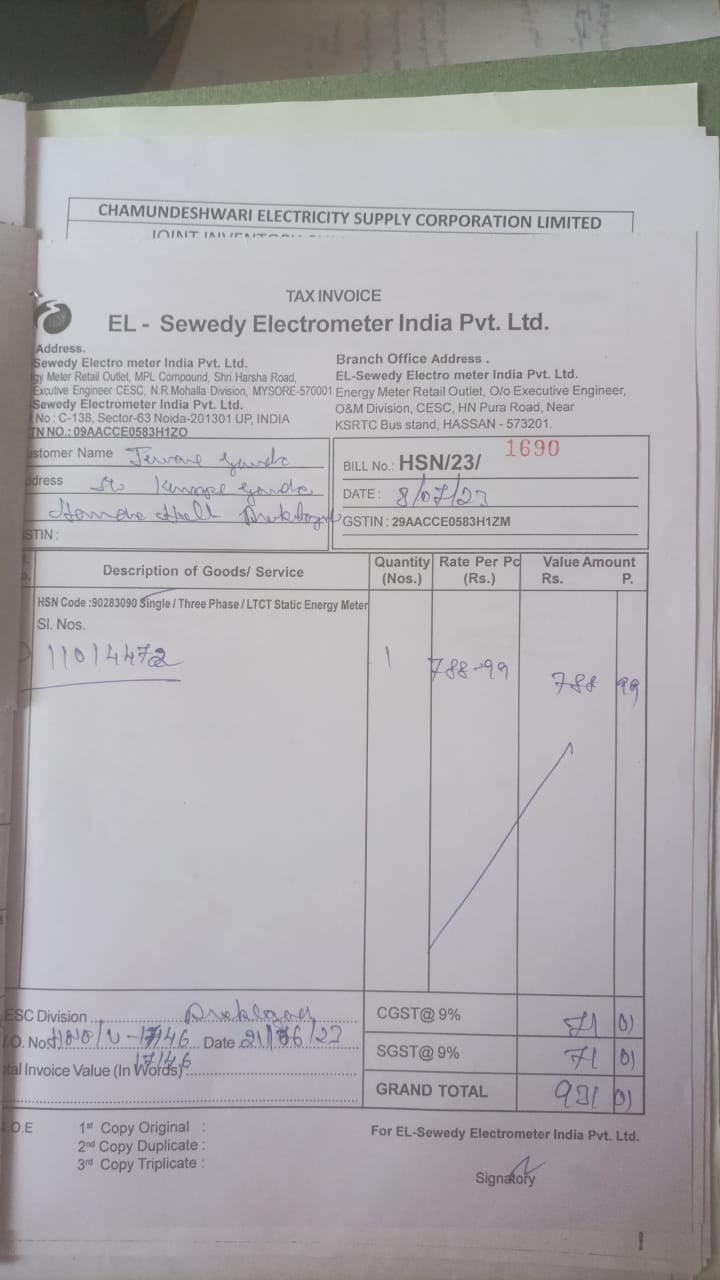 CHAMUNDESHWARI ELECTRICITY SUPPLY CORPORATION LIMITED
TAX INVOICE
EL - Sewedy Electrometer India Pvt. Ltd.
Address.
Sewedy Electro meter India Pvt. Ltd.
gy Meter Retail Outlet, MPL Compound, Shri Harsha Road,
Excutive Engineer CESC, N.R.Mohalla Division, MYSORE-570001
Sewedy Electrometer India Pvt. Ltd.
No : C-138, Sector-63 Noida-201301 UP, INDIA
TN NO.: 09AACCE0583H1ZO
Branch Office Address .
EL-Sewedy Electro meter India Pvt. Ltd.
Energy Meter Retail Outlet, O/o Executive Engineer,
O&M Division, CESC, HN Pura Road, Near
KSRTC Bus stand, HASSAN - 573201.
ustomer Name
ddress
STIN :
BILL No.: HSN/23/ 1690
DATE : 8/07/23
GSTIN : 29AACCE0583H1ZM
Description of Goods/ Service Quantity (Nos.) Rate Per Pc (Rs.) Value Amount Rs. P.
HSN Code :90283090 Single / Three Phase / LTCT Static Energy Meter
Sl. Nos.
11014472 1 788-99 788 99
ESC Division
CGST@ 9% 71 01
.O. No Date 21/06/23
SGST@ 9% 71 01
17146
tal Invoice Value (In Words)
GRAND TOTAL 931 01
.O.E
1st Copy Original :
2nd Copy Duplicate :
3rd Copy Triplicate :
For EL-Sewedy Electrometer India Pvt. Ltd.
Signatory